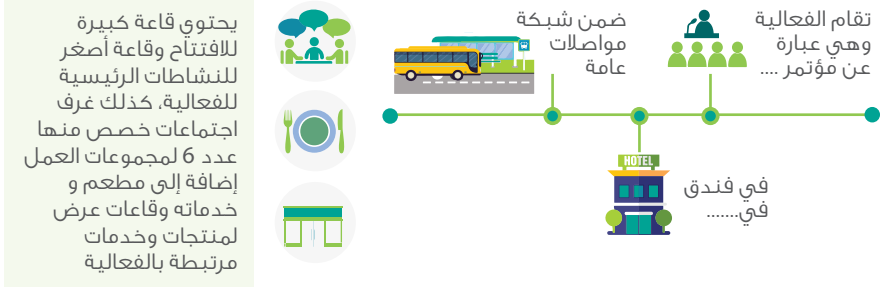 تقام الفعالية
وهي عبارة
عن مؤتمر ....
HOTEL
في فندق
في.......
ضمن شبكة
مواصلات
عامة
يحتوي قاعة كبيرة
للافتتاح وقاعة أصغر
للنشاطات الرئيسية
للفعالية، كذلك غرف
اجتماعات خصص منها
عدد 6 لمجموعات العمل
إضافة إلى مطعم و
خدماته وقاعات عرض
لمنتجات وخدمات
مرتبطة بالفعالية